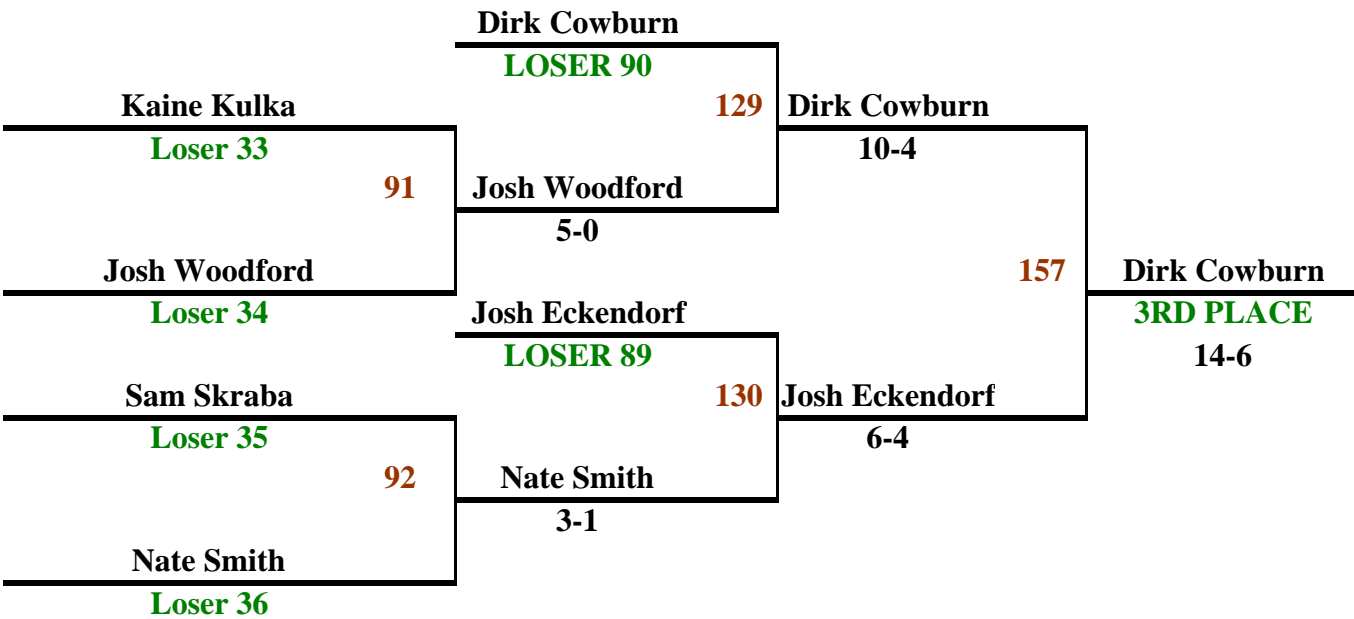 Dirk Cowburn
LOSER 90
Kaine Kulka
129
Dirk Cowburn
Loser 33
10-4
91
Josh Woodford
5-0
Josh Woodford
157
Dirk Cowburn
Loser 34
Josh Eckendorf
3RD PLACE
LOSER 89
14-6
Sam Skraba
130
Josh Eckendorf
Loser 35
6-4
92
Nate Smith
3-1
Nate Smith
Loser 36